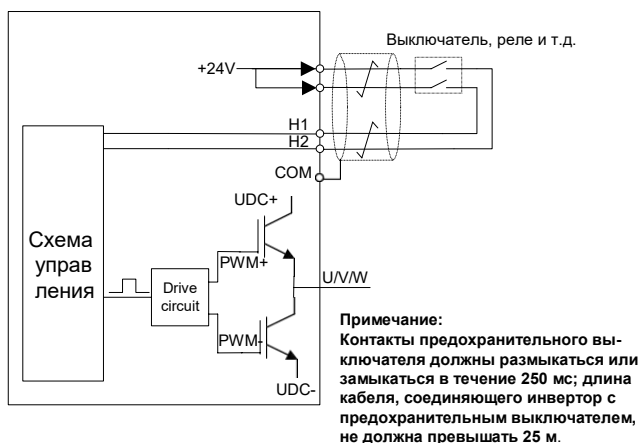 Выключатель, реле и т.д.
+24V
H1
H2
COM
UDC+
Схема
управ
ления
PWM+
Drive
circuit
U/V/W
PWM-
UDC-
Примечание:
Контакты предохранительного вы-
ключателя должны размыкаться или
замыкаться в течение 250 мс; длина
кабеля, соединяющего инвертор с
предохранительным выключателем,
не должна превышать 25 м.